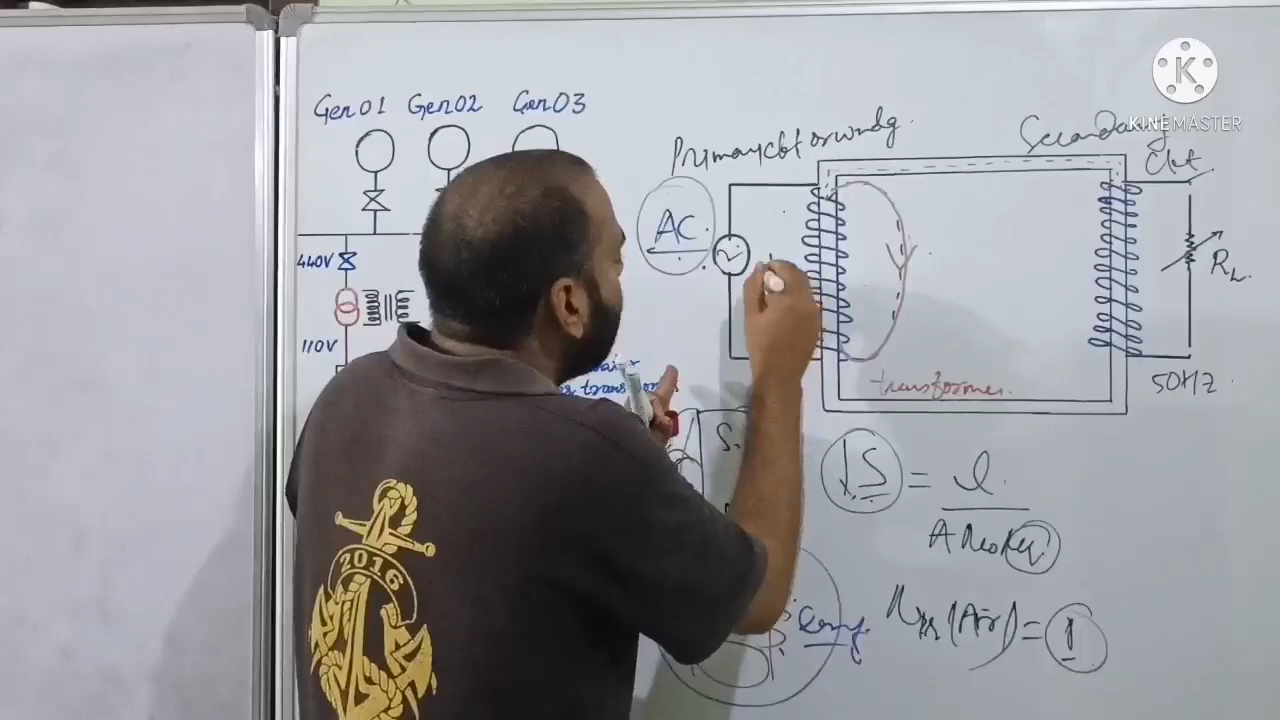 Gen 01 Gen 02 Gen 03
Primary ckt or wndg.
Secondary
Ckt
KINEMASTER
AC
440V
110V
RL
50HZ
transformer.
S
S = l
A
(Air) = 1
emf
2016